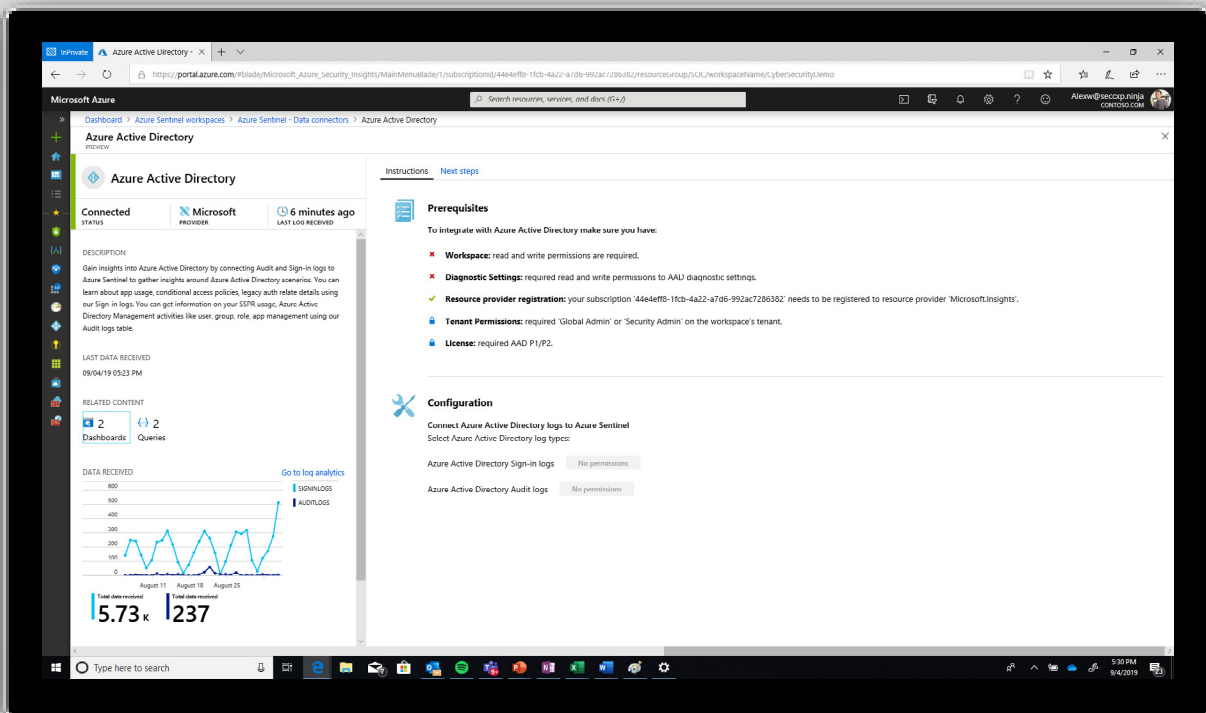 InPrivate
Azure Active Directory -
https://portal.azure.com/#blade/Microsoft_Azure_Security_Insights/MainMenuBlade/1/subscriptionId/44e4eff8-1fcb-4a22-a7db-992ac7286382/resourceGroup/SOC/workspaceName/CyberSecurityDemo
Microsoft Azure
Search resources, services, and docs (G+/)
Alexw@seccxp.ninja
CONTOSO.COM
Dashboard > Azure Sentinel workspaces > Azure Sentinel - Data connectors > Azure Active Directory
Azure Active Directory
PREVIEW
Azure Active Directory
Connected
STATUS
Microsoft
PROVIDER
6 minutes ago
LAST LOG RECEIVED
DESCRIPTION
Gain insights into Azure Active Directory by connecting Audit and Sign-in logs to
Azure Sentinel to gather insights around Azure Active Directory scenarios. You can
learn about app usage, conditional access policies, legacy auth relate details using
our Sign in logs. You can get information on your SSPR usage, Azure Active
Directory Management activities like user, group, role, app management using our
Audit logs table.
LAST DATA RECEIVED
09/04/19 05:23 PM
RELATED CONTENT
2
Dashboards
2
Queries
DATA RECEIVED
Go to log analytics
600
500
400
300
200
100
0
August 11 August 18 August 25
SIGNINLOGS
AUDITLOGS
Total data received
5.73 K
Total data received
237
Instructions
Next steps
Prerequisites
To integrate with Azure Active Directory make sure you have:
Workspace: read and write permissions are required.
Diagnostic Settings: required read and write permissions to AAD diagnostic settings.
Resource provider registration: your subscription '44e4eff8-1fcb-4a22-a7d6-992ac7286382' needs to be registered to resource provider 'Microsoft.Insights'.
Tenant Permissions: required 'Global Admin' or 'Security Admin' on the workspace's tenant.
License: required AAD P1/P2.
Configuration
Connect Azure Active Directory logs to Azure Sentinel
Select Azure Active Directory log types:
Azure Active Directory Sign-in logs No permissions
Azure Active Directory Audit logs No permissions
Type here to search
5:30 PM
9/4/2019